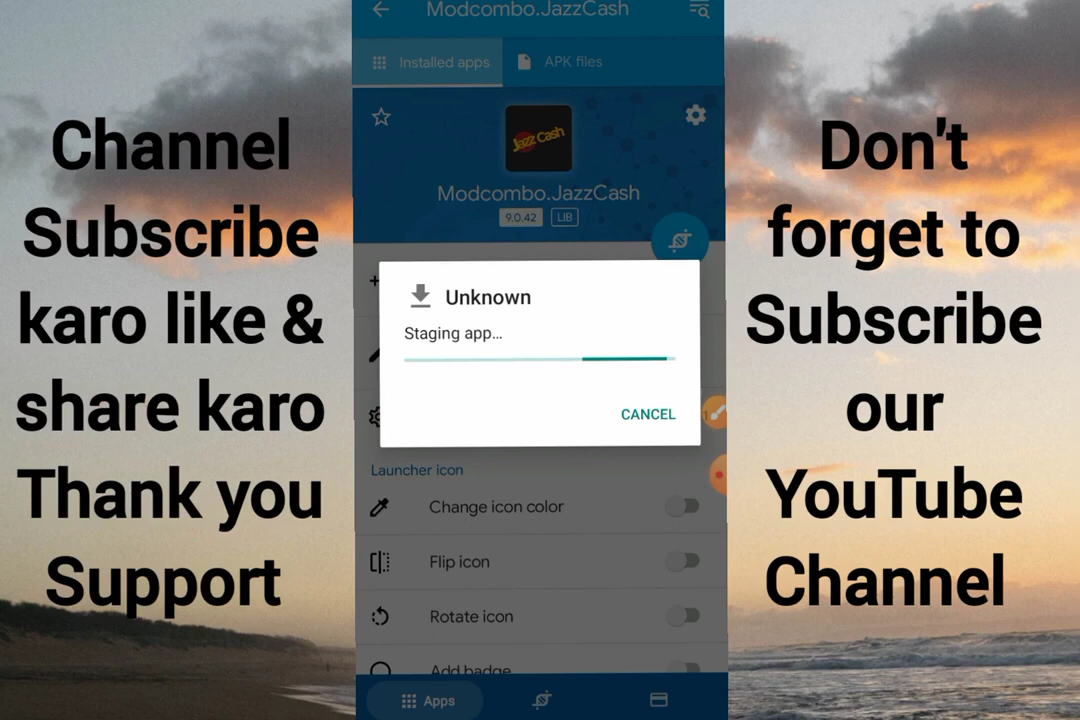 Channel
Subscribe
karo like &
share karo
Thank you
Support
Modcombo.JazzCash
Installed apps
APK files
Jazz Cash
Modcombo.JazzCash
9.0.42
LIB
Unknown
Staging app...
CANCEL
Launcher icon
Change icon color
Flip icon
Rotate icon
Add badge
Apps
Don't
forget to
Subscribe
our
YouTube
Channel